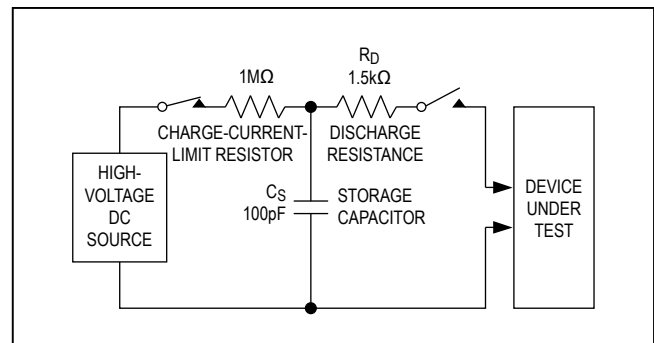 1MΩ
CHARGE-CURRENT-
LIMIT RESISTOR
RD
1.5kΩ
DISCHARGE
RESISTANCE
HIGH-
VOLTAGE
DC
SOURCE
CS
100pF
STORAGE
CAPACITOR
DEVICE
UNDER
TEST